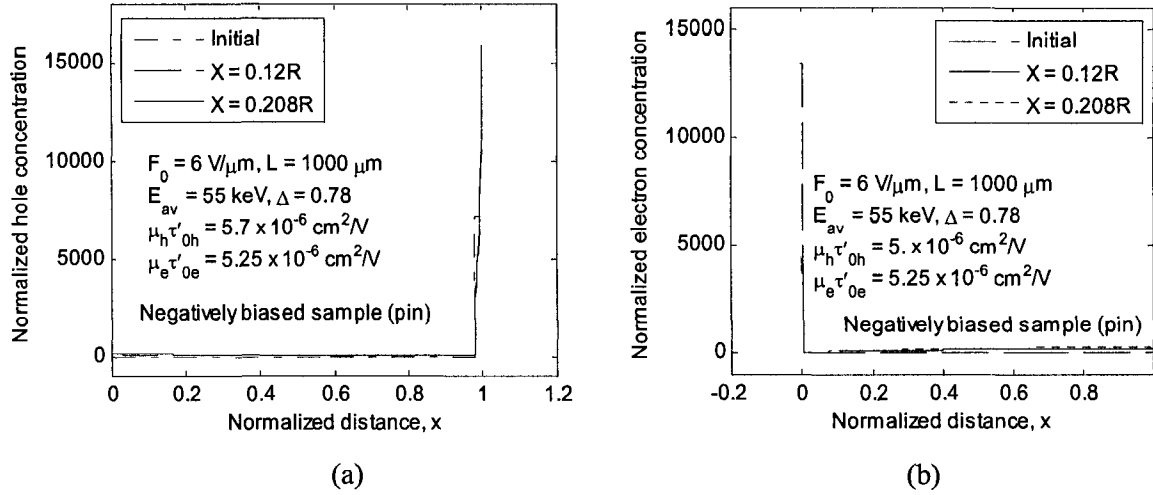 Initial
X = 0.12R
X = 0.208R
15000
10000
5000
0
Normalized hole concentration
F0 = 6 V/μm, L = 1000 μm
Eav = 55 keV, Δ = 0.78
μhτ′0h = 5.7 x 10-6 cm2/V
μeτ′0e = 5.25 x 10-6 cm2/V
Negatively biased sample (pin)
0 0.2 0.4 0.6 0.8 1 1.2
Normalized distance, x
(a)
Initial
X = 0.12R
X = 0.208R
15000
10000
5000
0
Normalized electron concentration
F0 = 6 V/μm, L = 1000 μm
Eav = 55 keV, Δ = 0.78
μhτ′0h = 5. x 10-6 cm2/V
μeτ′0e = 5.25 x 10-6 cm2/V
Negatively biased sample (pin)
-0.2 0 0.2 0.4 0.6 0.8
Normalized distance, x
(b)